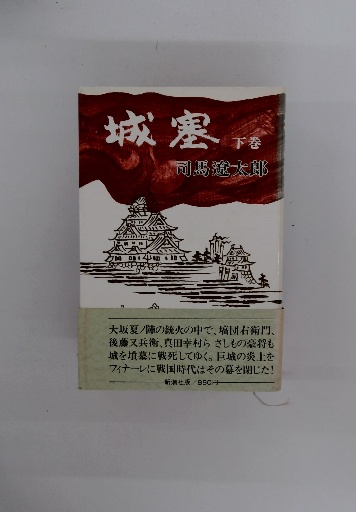 城塞 下巻
司馬遼太郎
大坂夏ノ陣の銃火の中で、塙団右衛門、
後藤又兵衛、真田幸村ら さしもの豪将も
城を墳墓に戦死してゆく。巨城の炎上を
フィナーレに戦国時代はその幕を閉じた!
新潮社版/880円